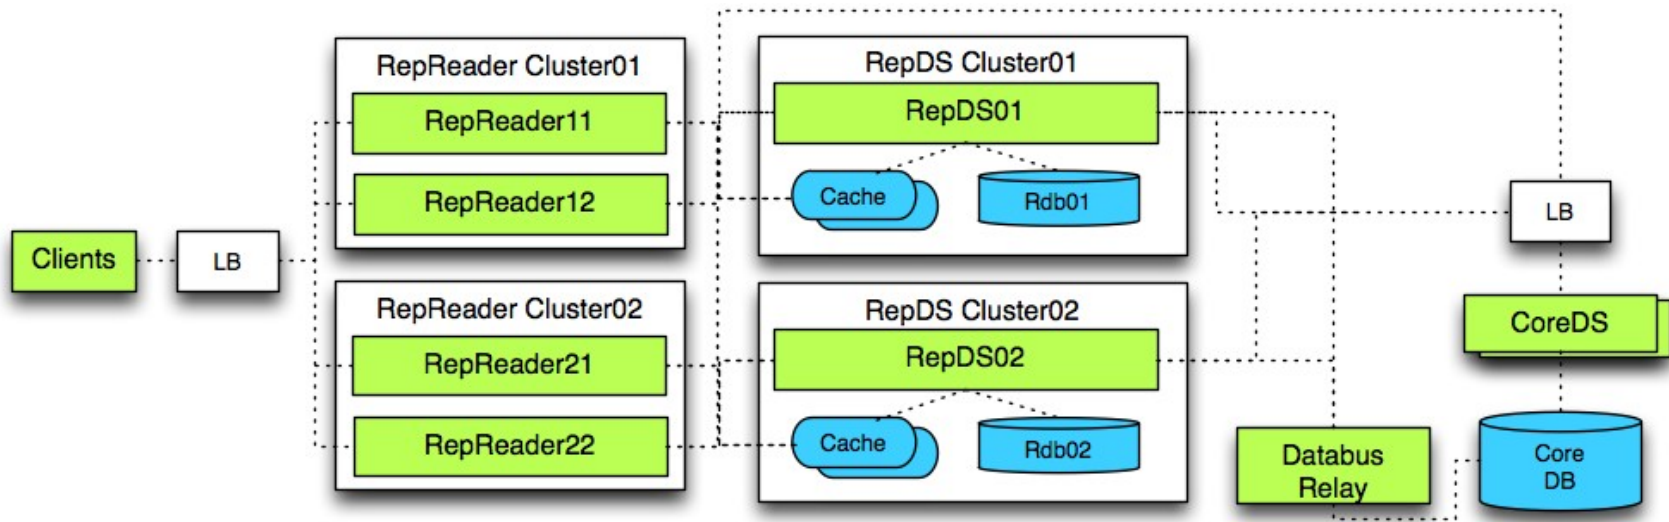 Clients
LB
RepReader Cluster01
RepReader11
RepReader12
RepReader Cluster02
RepReader21
RepReader22
RepDS Cluster01
RepDS01
Cache
Rdb01
RepDS Cluster02
RepDS02
Cache
Rdb02
LB
CoreDS
Databus
Relay
Core
DB